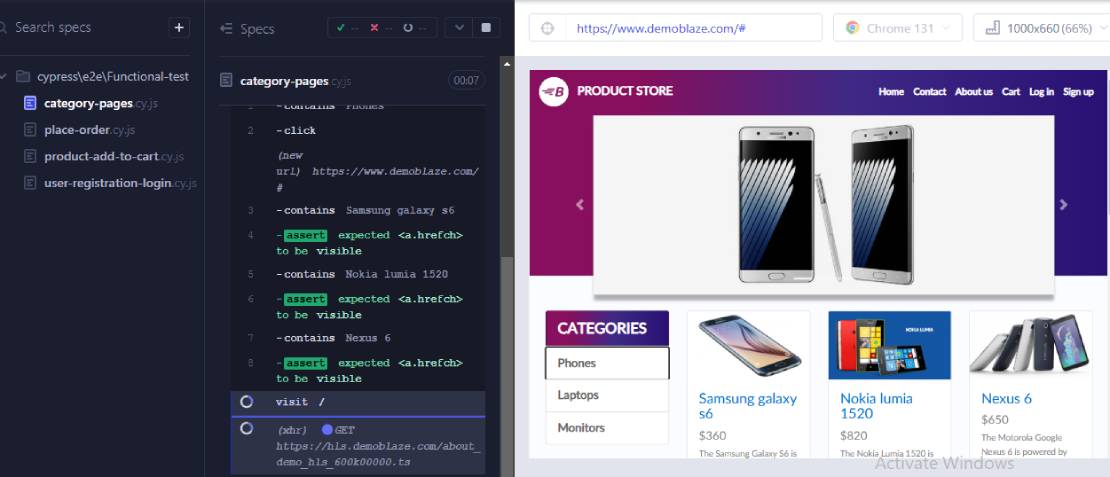 Search specs
+
cypress\e2e\Functional-test
category-pages.cy.js
place-order.cy.js
product-add-to-cart.cy.js
user-registration-login.cy.js
Specs
-- -- --
category-pages.cy.js
00:07
1 -contains Phones
2 -click
(new
url) https://www.demoblaze.com/
#
3 -contains Samsung galaxy s6
4 -assert expected <a.hrefch>
to be visible
5 -contains Nokia lumia 1520
6 -assert expected <a.hrefch>
to be visible
7 -contains Nexus 6
8 -assert expected <a.hrefch>
to be visible
visit /
(xhr) GET
https://hls.demoblaze.com/about_
demo_hls_600k00000.ts
https://www.demoblaze.com/#
Chrome 131
1000x660 (66%)
PRODUCT STORE
Home Contact About us Cart Log in Sign up
CATEGORIES
Phones
Laptops
Monitors
Samsung galaxy
s6
$360
The Samsung Galaxy S6 is
NOKIA LUMIA
Nokia lumia
1520
$820
The Nokia Lumia 1520 is
Nexus 6
$650
The Motorola Google
Nexus 6 is powered by
Activate Windows